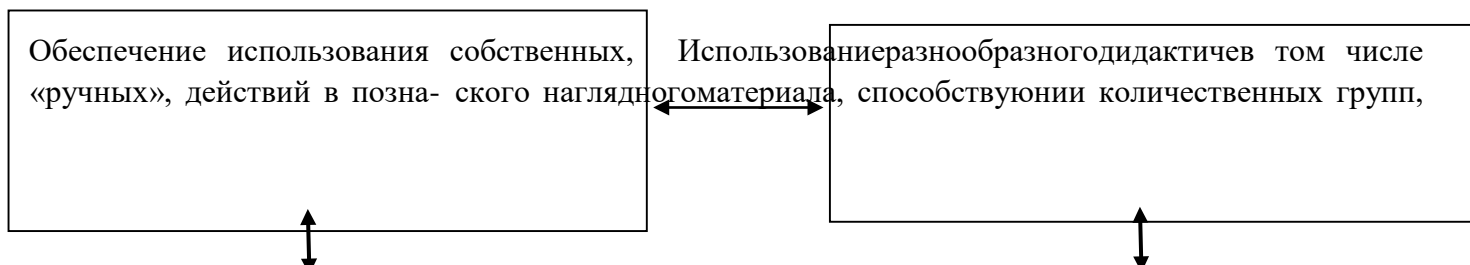 Обеспечение использования собственных, Использованиеразнообразногодидактичев том числе
«ручных», действий в позна- ского наглядногоматериала, способствуюнии количественных групп,